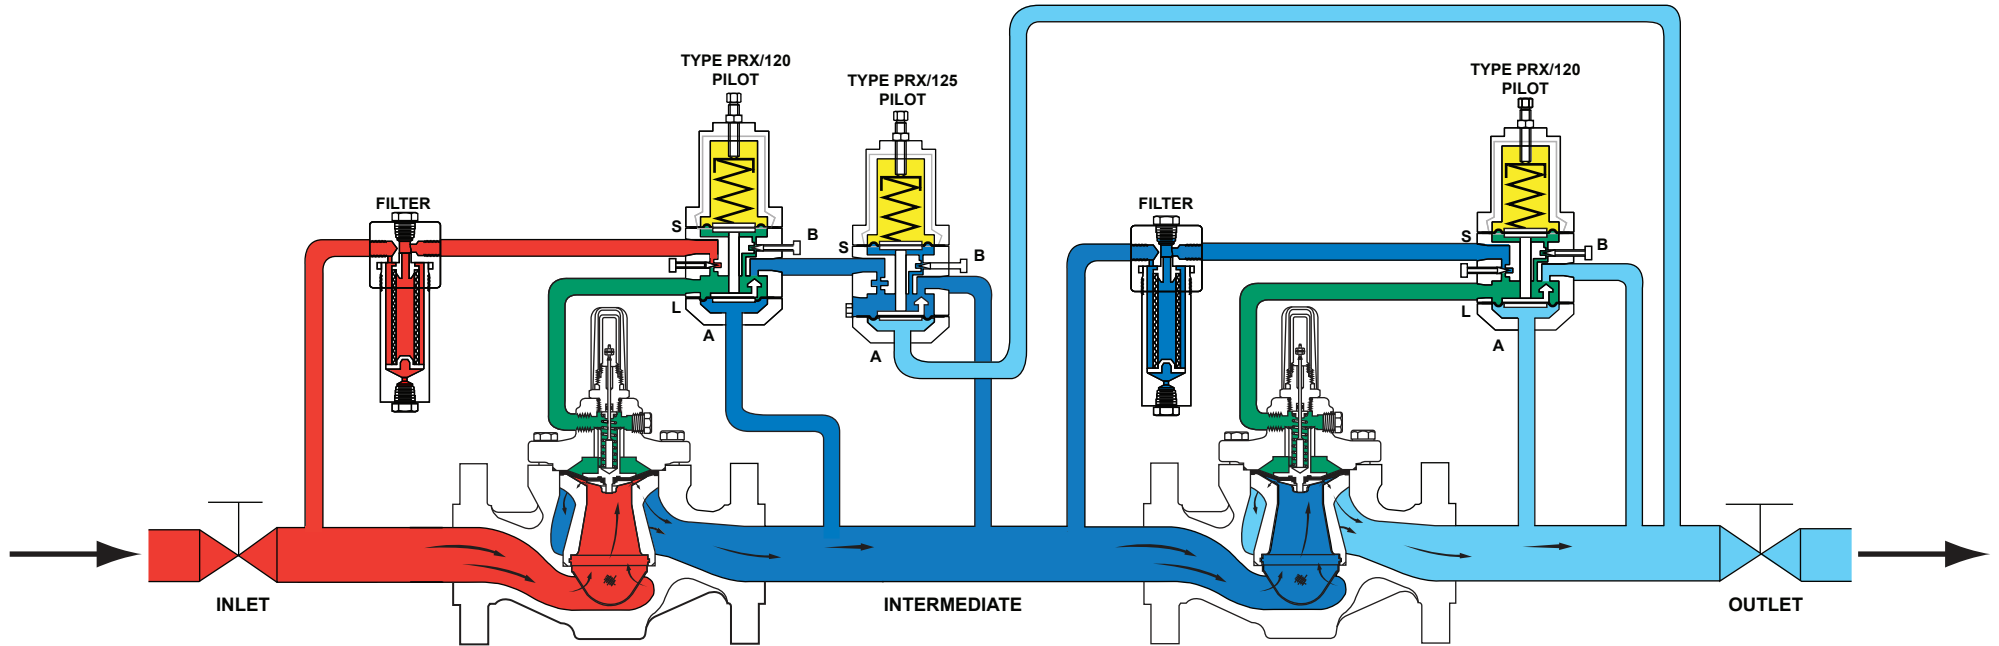 TYPE PRX/120
PILOT
TYPE PRX/125
PILOT
TYPE PRX/120
PILOT
FILTER
FILTER
S
B
L
A
S
B
A
S
B
L
A
INLET
INTERMEDIATE
OUTLET